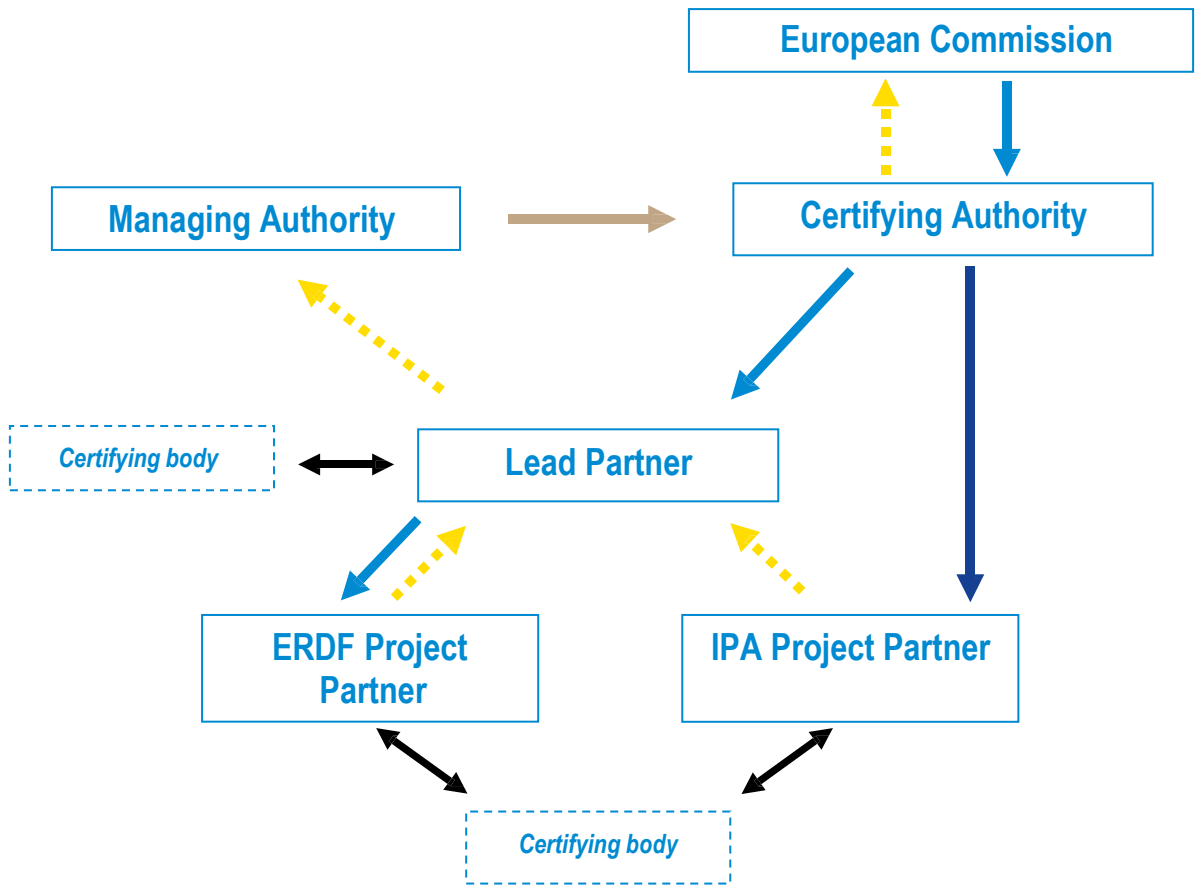 European Commission
Managing Authority
Certifying Authority
Certifying body
Lead Partner
ERDF Project
Partner
IPA Project Partner
Certifying body